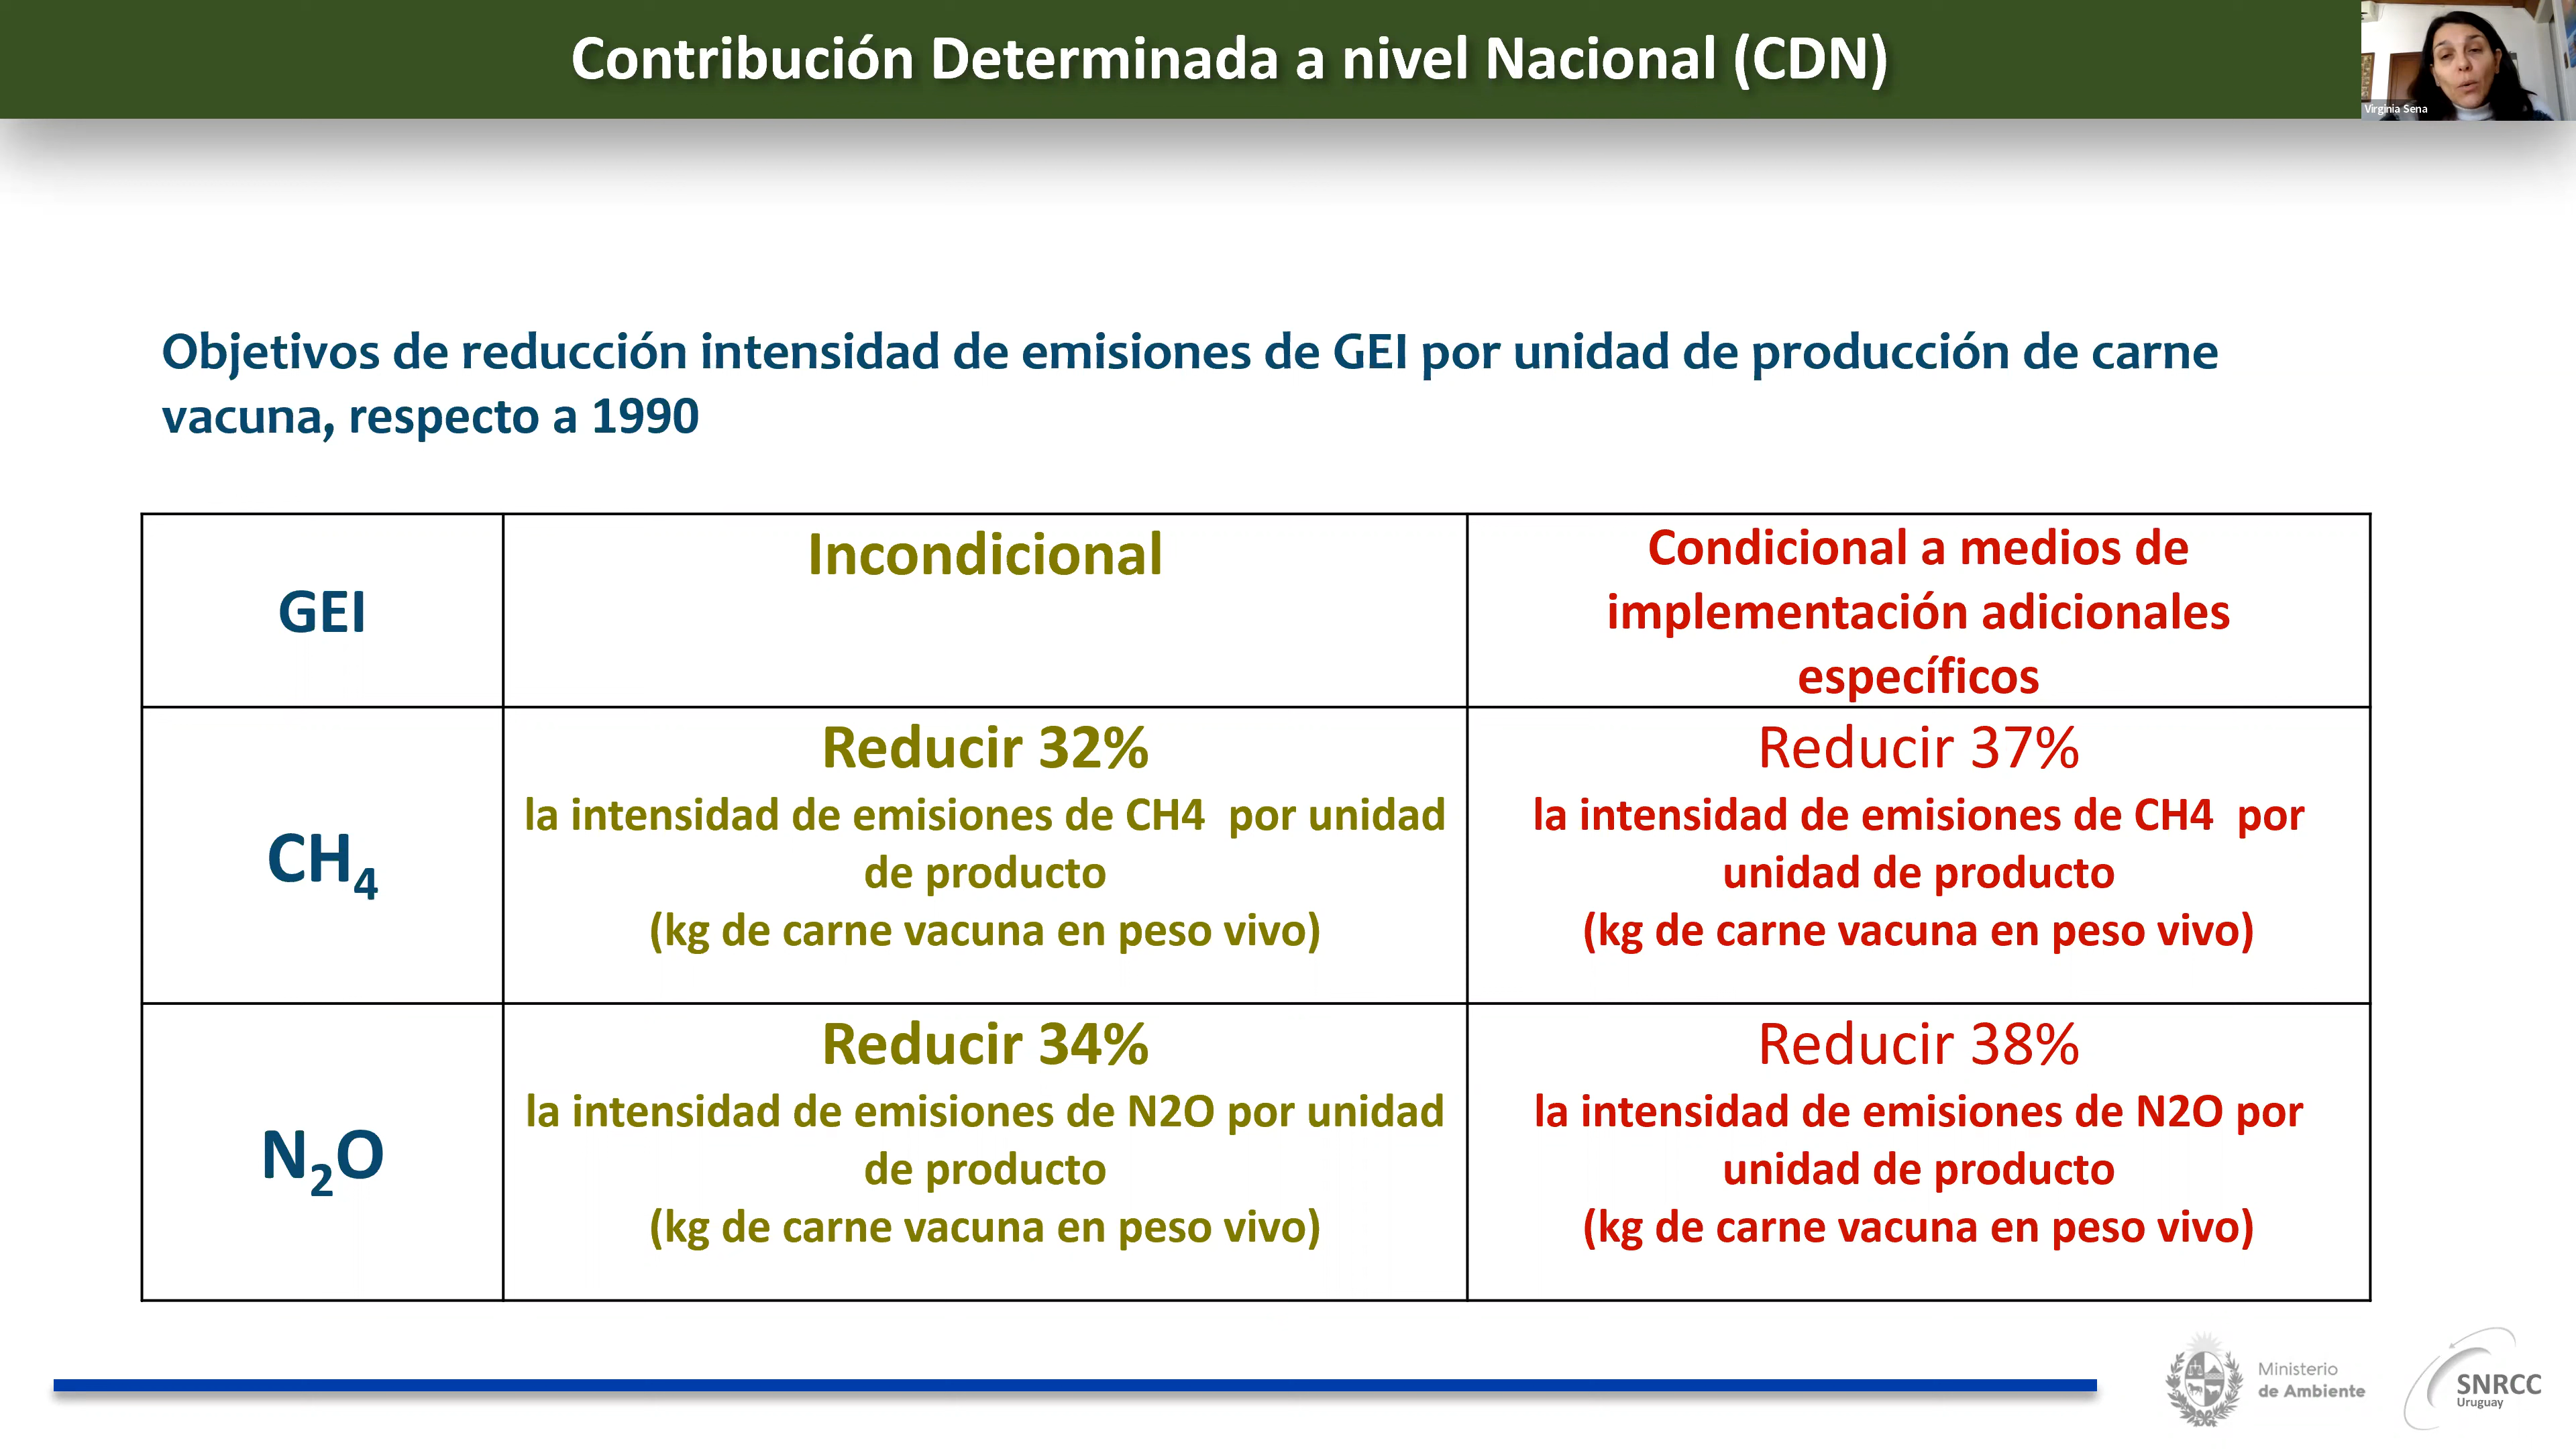 Contribución Determinada a nivel Nacional (CDN)
Virginia Sena
Objetivos de reducción intensidad de emisiones de GEI por unidad de producción de carne
vacuna, respecto a 1990
GEI
Incondicional
Condicional a medios de
implementación adicionales
específicos
CH₄
Reducir 32%
la intensidad de emisiones de CH4 por unidad
de producto
(kg de carne vacuna en peso vivo)
Reducir 37%
la intensidad de emisiones de CH4 por
unidad de producto
(kg de carne vacuna en peso vivo)
N₂O
Reducir 34%
la intensidad de emisiones de N2O por unidad
de producto
(kg de carne vacuna en peso vivo)
Reducir 38%
la intensidad de emisiones de N2O por
unidad de producto
(kg de carne vacuna en peso vivo)
Ministerio
de Ambiente
SNRCC
Uruguay